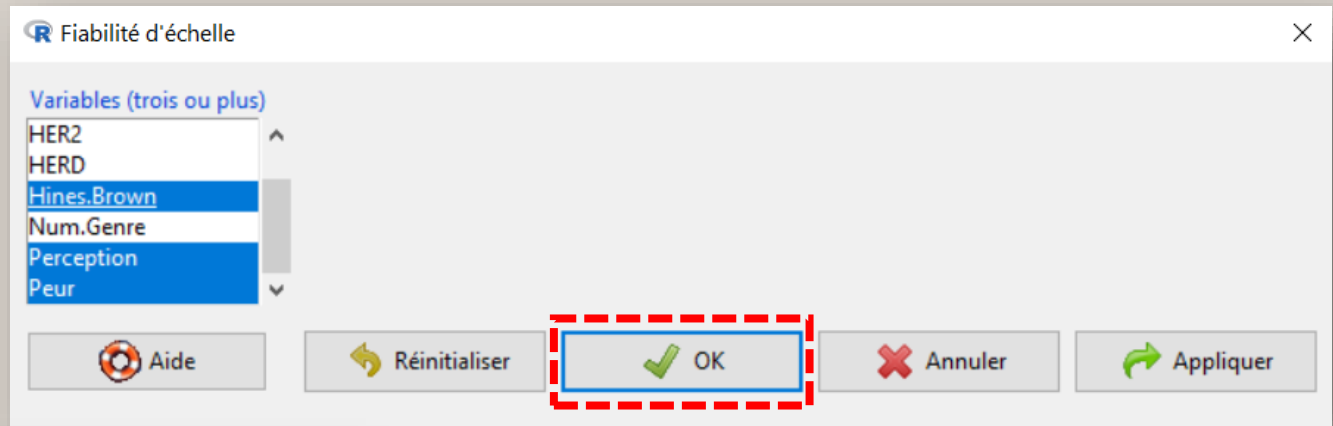 R Fiabilité d'échelle
Variables (trois ou plus)
HER2
HERD
Hines.Brown
Num.Genre
Perception
Peur
Aide Réinitialiser OK Annuler Appliquer